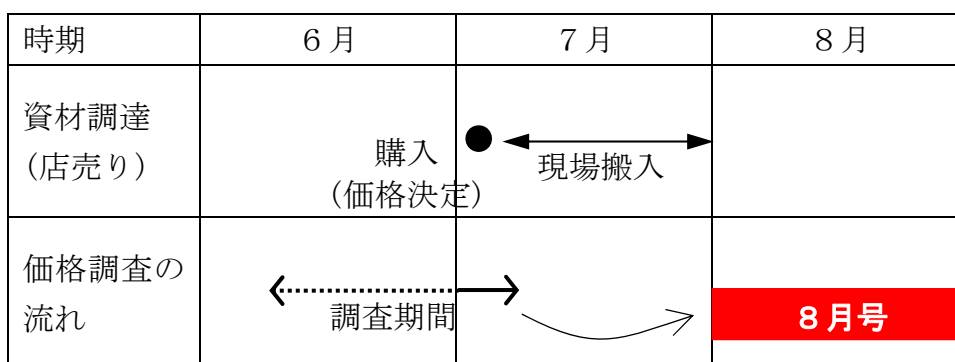 時期
６月
７月
８月
資材調達
(店売り)
購入
(価格決定)
現場搬入
価格調査の
流れ
調査期間
８月号